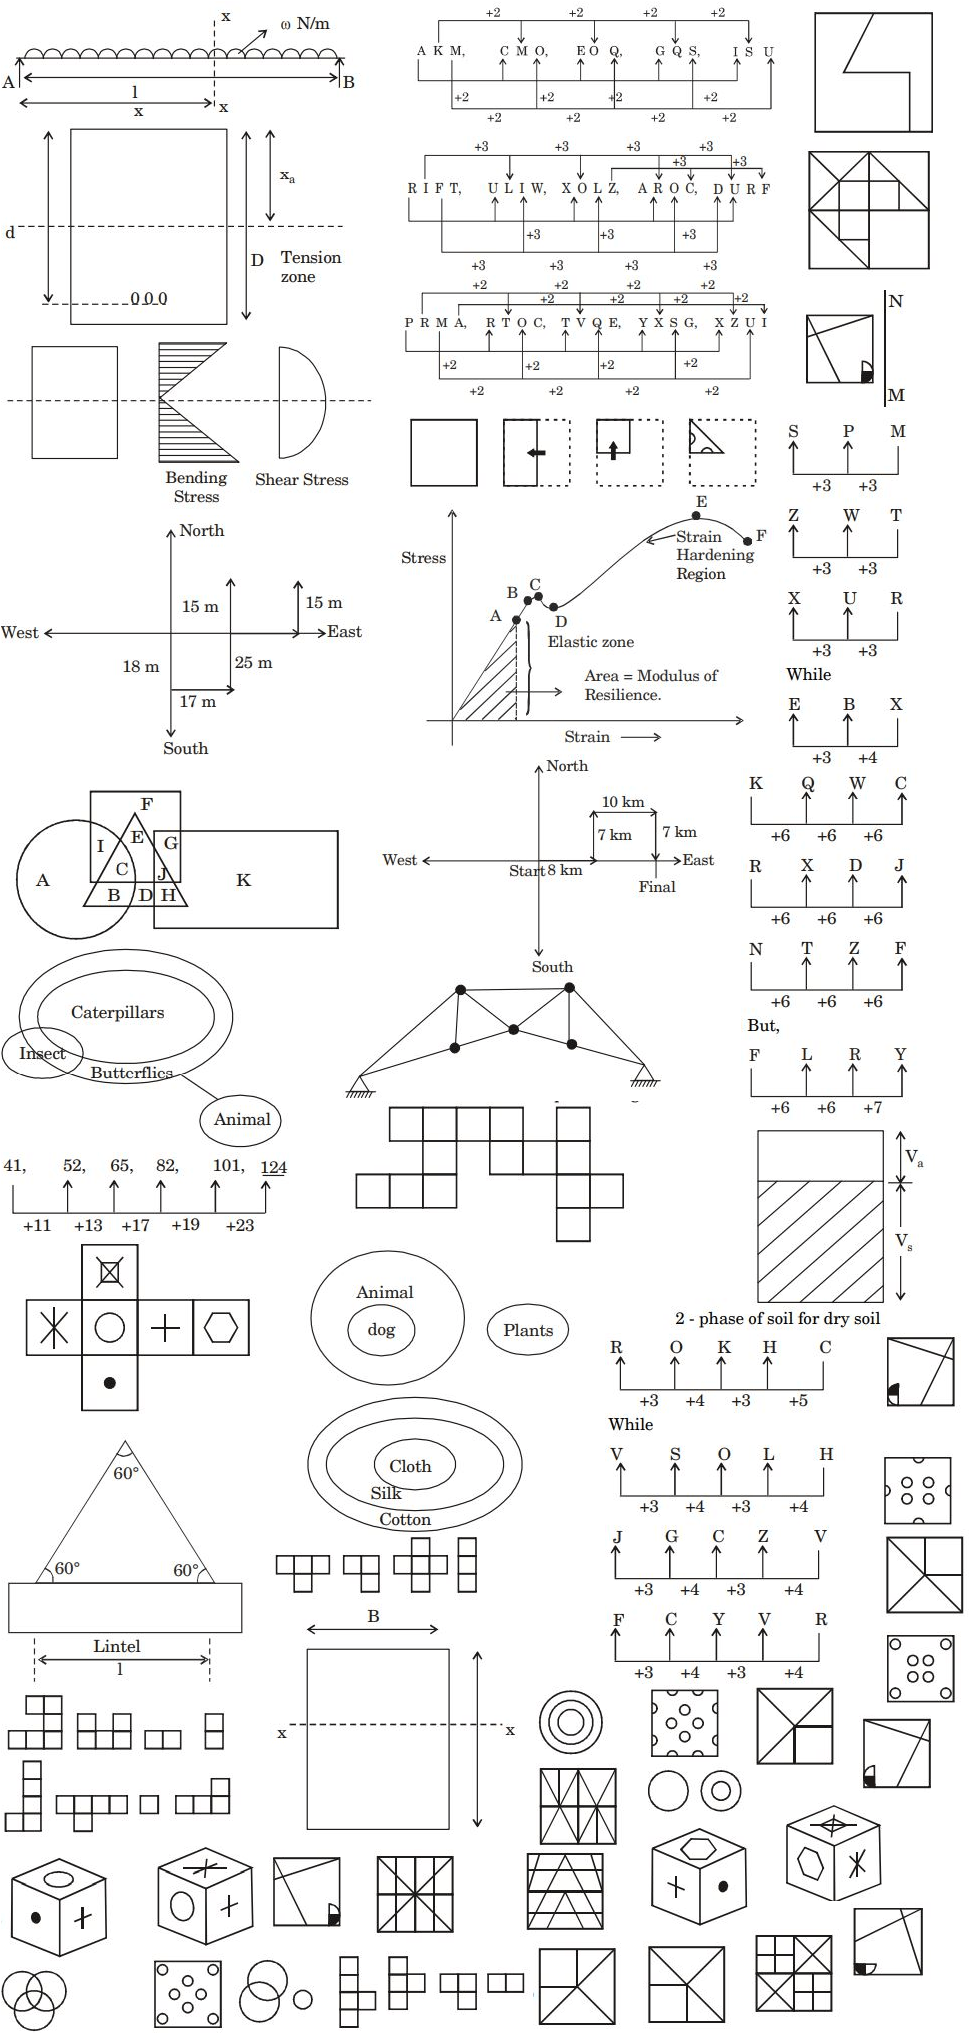 x
ω N/m
A
B
l
x
x
d
x_a
D
Tension
zone
0 0 0
Bending
Stress
Shear Stress
North
15 m
15 m
West
East
18 m
25 m
17 m
South
F
I
E
G
A
C
J
K
B
D
H
Caterpillars
Insect
Butterflies
Animal
41, 52, 65, 82, 101, 124
+11 +13 +17 +19 +23
60°
60°
60°
Lintel
l
+2 +2 +2 +2
A K M, C M O, E O Q, G Q S, I S U
+2 +2 +2 +2
+2 +2 +2 +2
+3 +3 +3 +3
+3 +3
R I F T, U L I W, X O L Z, A R O C, D U R F
+3 +3 +3
+3 +3 +3 +3
+2 +2 +2 +2
+2 +2 +2 +2
P R M A, R T O C, T V Q E, Y X S G, X Z U I
+2 +2 +2 +2
+2 +2 +2 +2
Stress
E
F
Strain
Hardening
Region
B
C
A
D
Elastic zone
Area = Modulus of
Resilience.
Strain
North
10 km
7 km
7 km
West
East
Start
8 km
Final
South
Animal
dog
Plants
Cloth
Silk
Cotton
B
x
x
N
M
S P M
+3 +3
Z W T
+3 +3
X U R
+3 +3
While
E B X
+3 +4
K Q W C
+6 +6 +6
R X D J
+6 +6 +6
N T Z F
+6 +6 +6
But,
F L R Y
+6 +6 +7
V_a
V_s
2 - phase of soil for dry soil
R O K H C
+3 +4 +3 +5
While
V S O L H
+3 +4 +3 +4
J G C Z V
+3 +4 +3 +4
F C Y V R
+3 +4 +3 +4